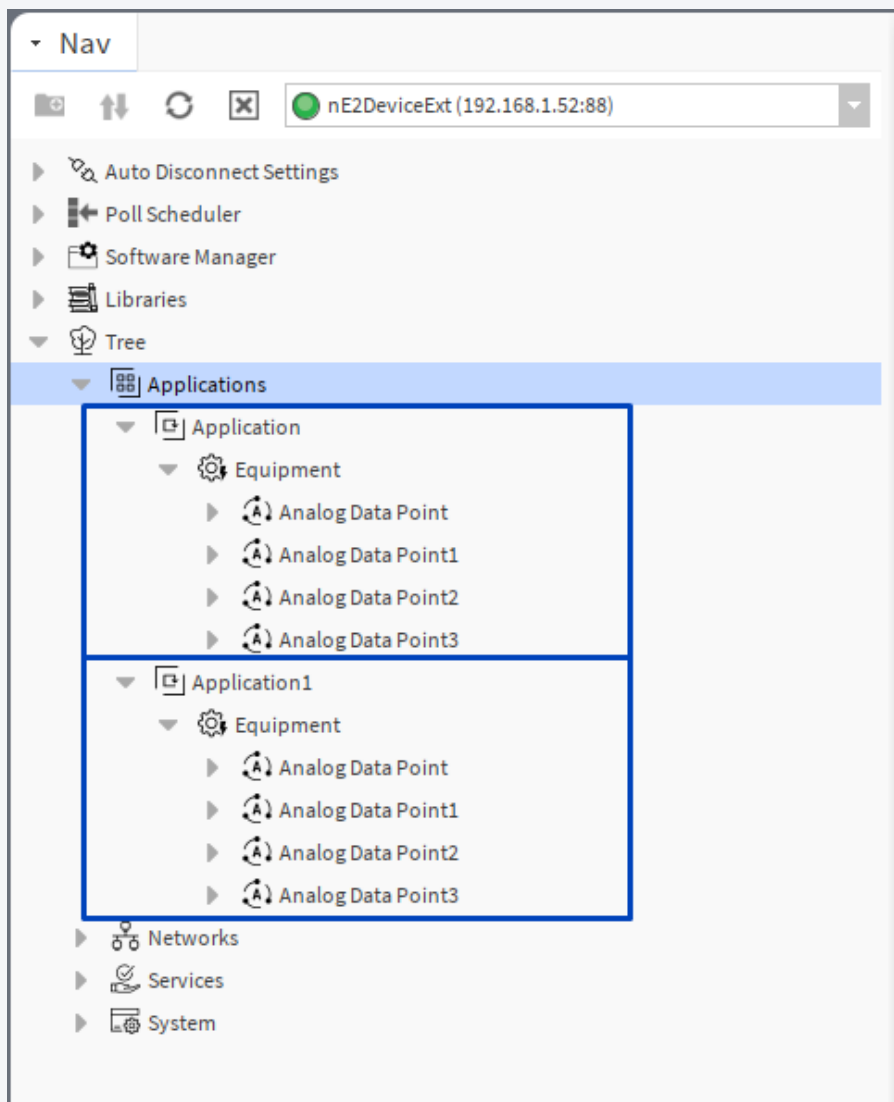 Nav
nE2DeviceExt (192.168.1.52:88)
Auto Disconnect Settings
Poll Scheduler
Software Manager
Libraries
Tree
Applications
Application
Equipment
Analog Data Point
Analog Data Point1
Analog Data Point2
Analog Data Point3
Application1
Equipment
Analog Data Point
Analog Data Point1
Analog Data Point2
Analog Data Point3
Networks
Services
System